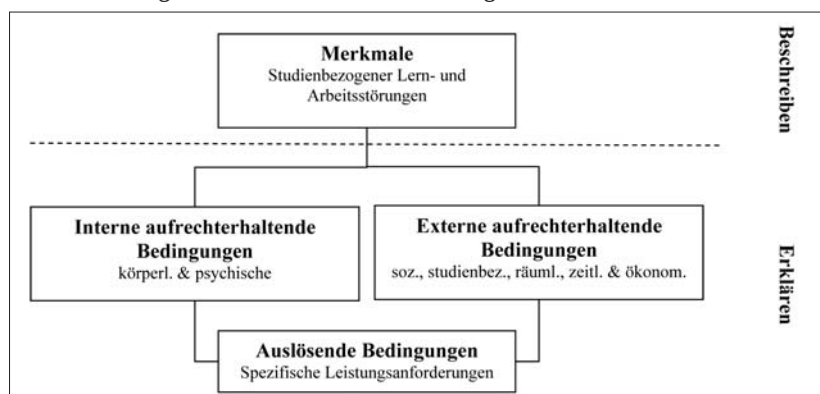 Merkmale
Studienbezogener Lern- und
Arbeitsstörungen
Beschreiben
Interne aufrechterhaltende
Bedingungen
körperl. & psychische
Externe aufrechterhaltende
Bedingungen
soz., studienbez., räuml., zeitl. & ökonom.
Erklären
Auslösende Bedingungen
Spezifische Leistungsanforderungen